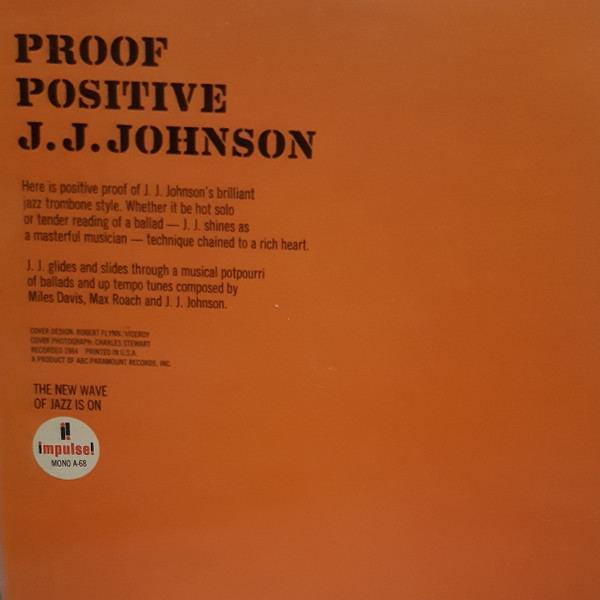 PROOF
POSITIVE
J.J.JOHNSON
Here is positive proof of J. J. Johnson's brilliant
jazz trombone style. Whether it be hot solo
or tender reading of a ballad — J. J. shines as
a masterful musician — technique chained to a rich heart.
J. J. glides and slides through a musical potpourri
of ballads and up tempo tunes composed by
Miles Davis, Max Roach and J. J. Johnson.
COVER DESIGN: ROBERT FLYNN/VICEROY
COVER PHOTOGRAPH: CHARLES STEWART
RECORDED 1964 PRINTED IN U.S.A.
A PRODUCT OF ABC-PARAMOUNT RECORDS, INC.
THE NEW WAVE
OF JAZZ IS ON
impulse!
MONO A-68